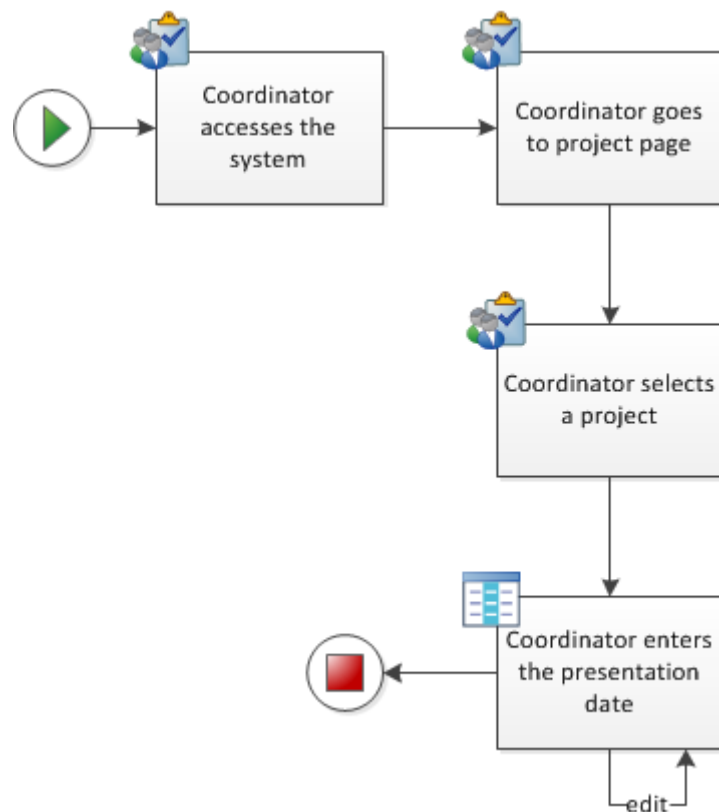 Coordinator
accesses the
system
Coordinator goes
to project page
Coordinator selects
a project
Coordinator enters
the presentation
date
edit